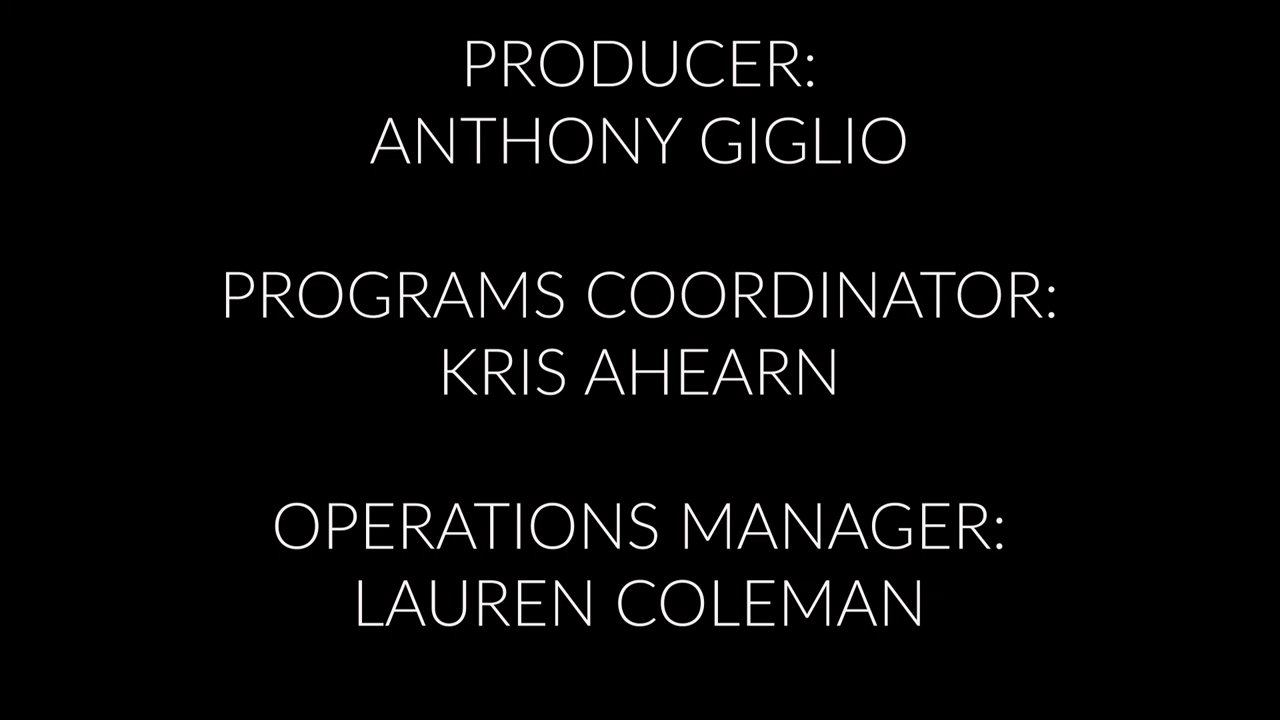 PRODUCER:
ANTHONY GIGLIO
PROGRAMS COORDINATOR:
KRIS AHEARN
OPERATIONS MANAGER:
LAUREN COLEMAN